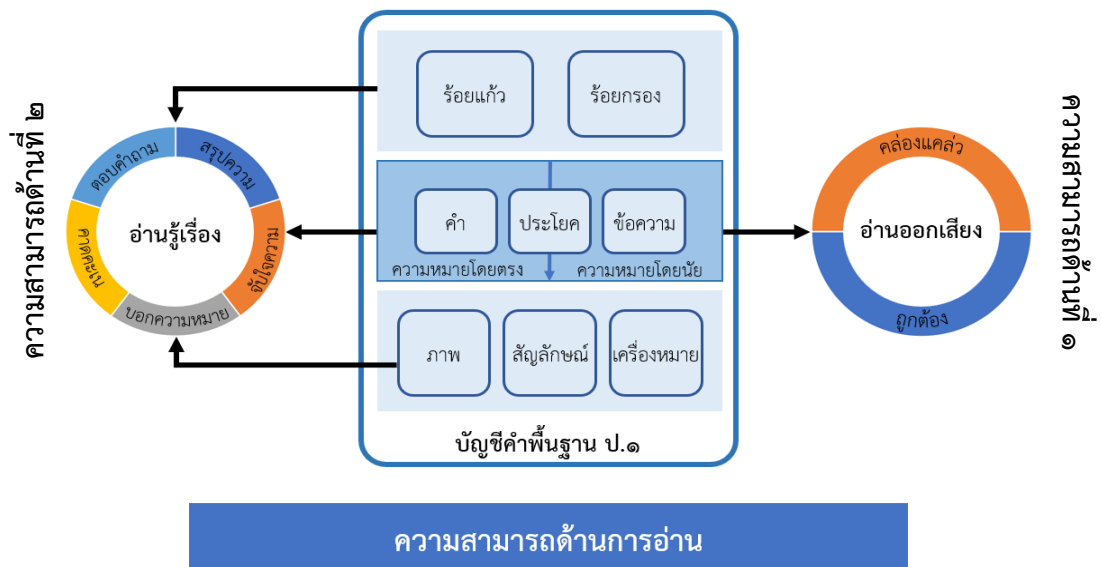 ความสามารถด้านที่ ๒
ตอบคำถาม
สรุปความ
คาดคะเน
อ่านรู้เรื่อง
จับใจความ
บอกความหมาย
ร้อยแก้ว
ร้อยกรอง
คำ
ประโยค
ข้อความ
ความหมายโดยตรง
ความหมายโดยนัย
ภาพ
สัญลักษณ์
เครื่องหมาย
บัญชีคำพื้นฐาน ป.๑
คล่องแคล่ว
อ่านออกเสียง
ถูกต้อง
ความสามารถด้านที่ ๑
ความสามารถด้านการอ่าน